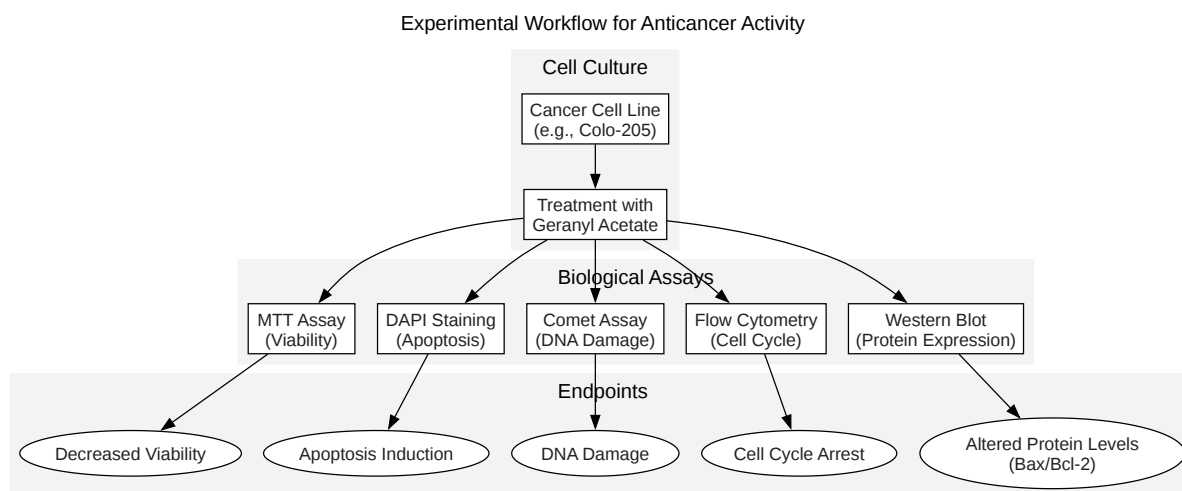 Experimental Workflow for Anticancer Activity
Cell Culture
Cancer Cell Line
(e.g., Colo-205)
Treatment with
Geranyl Acetate
Biological Assays
MTT Assay
(Viability)
DAPI Staining
(Apoptosis)
Comet Assay
(DNA Damage)
Flow Cytometry
(Cell Cycle)
Western Blot
(Protein Expression)
Endpoints
Decreased Viability
Apoptosis Induction
DNA Damage
Cell Cycle Arrest
Altered Protein Levels
(Bax/Bcl-2)